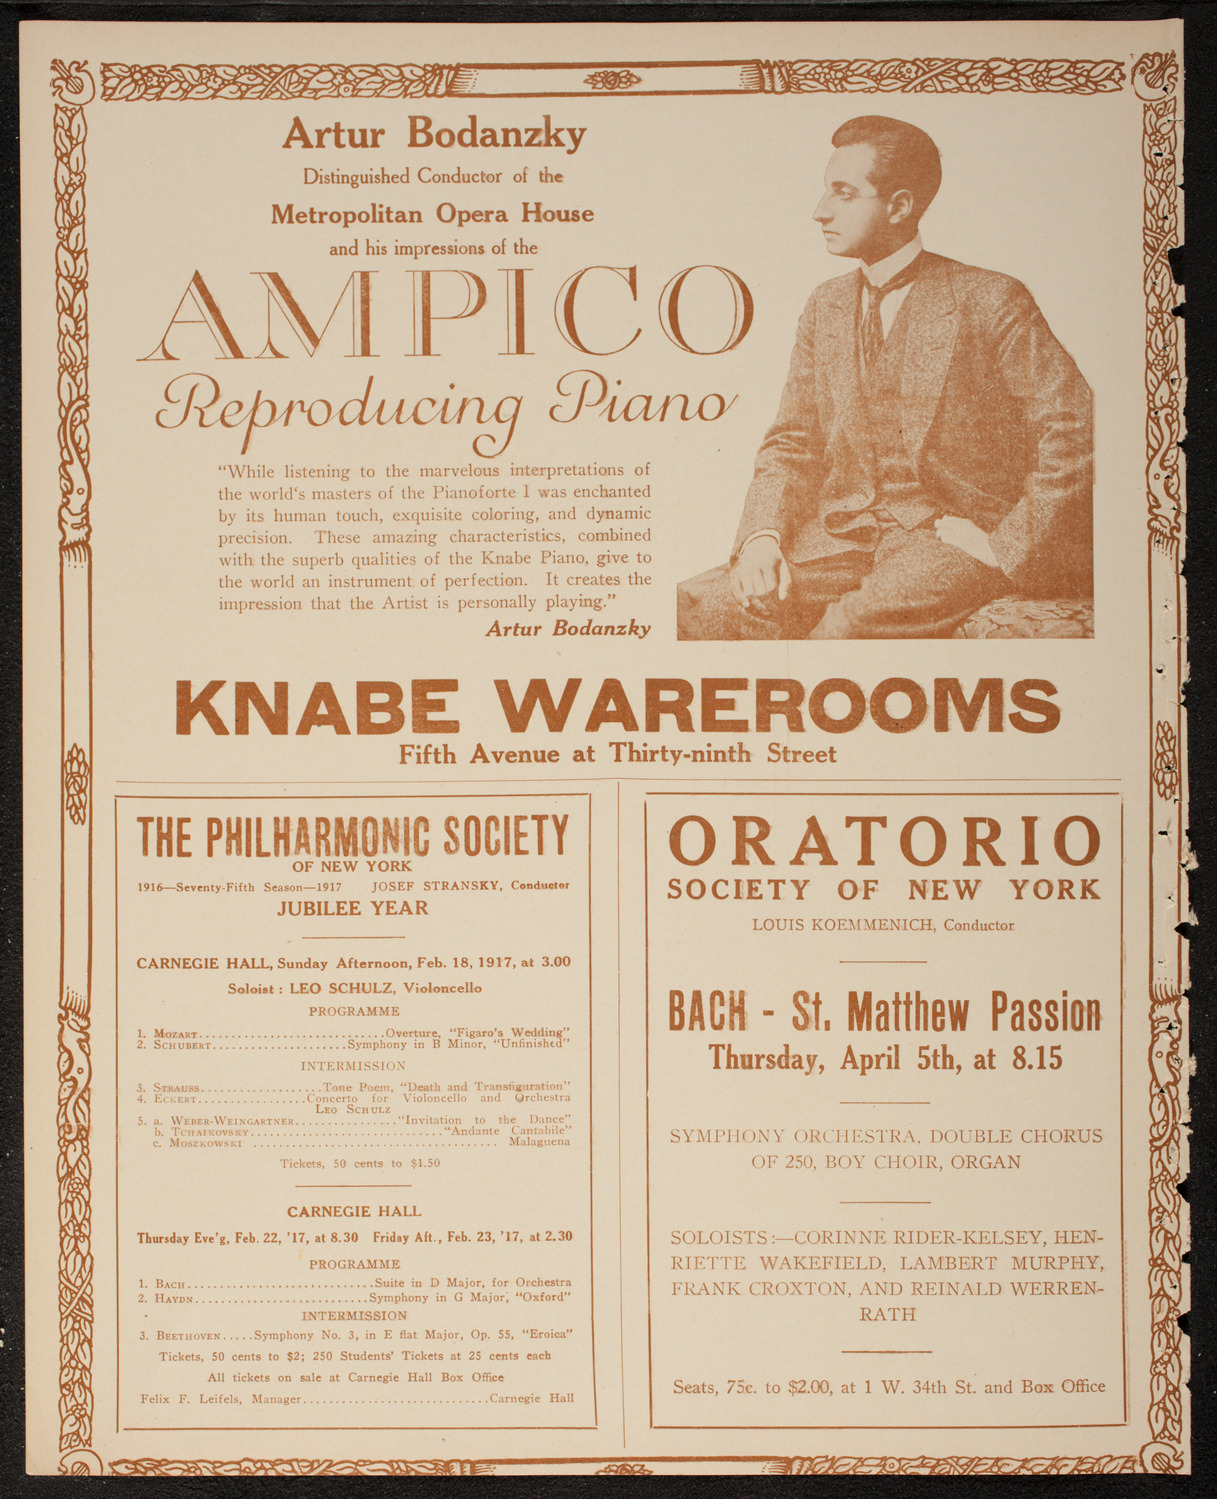 Artur Bodanzky
Distinguished Conductor of the
Metropolitan Opera House
and his impressions of the
AMPICO
Reproducing Piano
“While listening to the marvelous interpretations of
the world‘s masters of the Pianoforte I was enchanted
by its human touch, exquisite coloring, and dynamic
precision. These amazing characteristics, combined
with the superb qualities of the Knabe Piano, give to
the world an instrument of perfection. It creates the
impression that the Artist is personally playing.”
Artur Bodanzky
KNABE WAREROOMS
Fifth Avenue at Thirty-ninth Street
THE PHILHARMONIC SOCIETY
OF NEW YORK
1916—Seventy-Fifth Season—1917 JOSEF STRANSKY, Conductor
JUBILEE YEAR
CARNEGIE HALL, Sunday Afternoon, Feb. 18, 1917, at 3.00
Soloist : LEO SCHULZ, Violoncello
PROGRAMME
1. MOZART..........................Overture, “Figaro’s Wedding”
2. SCHUBERT.....................Symphony in B Minor, “Unfinished”
INTERMISSION
3. STRAUSS..................Tone Poem, “Death and Transfiguration”
4. ECKERT................Concerto for Violoncello and Orchestra
LEO SCHULZ
5. a. WEBER-WEINGARTNER...............“Invitation to the Dance”
b. TCHAIKOVSKY............................“Andante Cantabile”
c. MOSZKOWSKI .................................... Malaguena
Tickets, 50 cents to $1.50
CARNEGIE HALL
Thursday Eve’g, Feb. 22, ’17, at 8.30 Friday Aft., Feb. 23, ’17, at 2.30
PROGRAMME
1. BACH...........................Suite in D Major, for Orchestra
2. HAYDN.........................Symphony in G Major, “Oxford”
INTERMISSION
3. BEETHOVEN.....Symphony No. 3, in E flat Major, Op. 55, “Eroica”
Tickets, 50 cents to $2; 250 Students’ Tickets at 25 cents each
All tickets on sale at Carnegie Hall Box Office
Felix F. Leifels, Manager...........................Carnegie Hall
ORATORIO
SOCIETY OF NEW YORK
LOUIS KOEMMENICH, Conductor
BACH - St. Matthew Passion
Thursday, April 5th, at 8.15
SYMPHONY ORCHESTRA, DOUBLE CHORUS
OF 250, BOY CHOIR, ORGAN
SOLOISTS:—CORINNE RIDER-KELSEY, HEN-
RIETTE WAKEFIELD, LAMBERT MURPHY,
FRANK CROXTON, AND REINALD WERREN-
RATH
Seats, 75c. to $2.00, at 1 W. 34th St. and Box Office